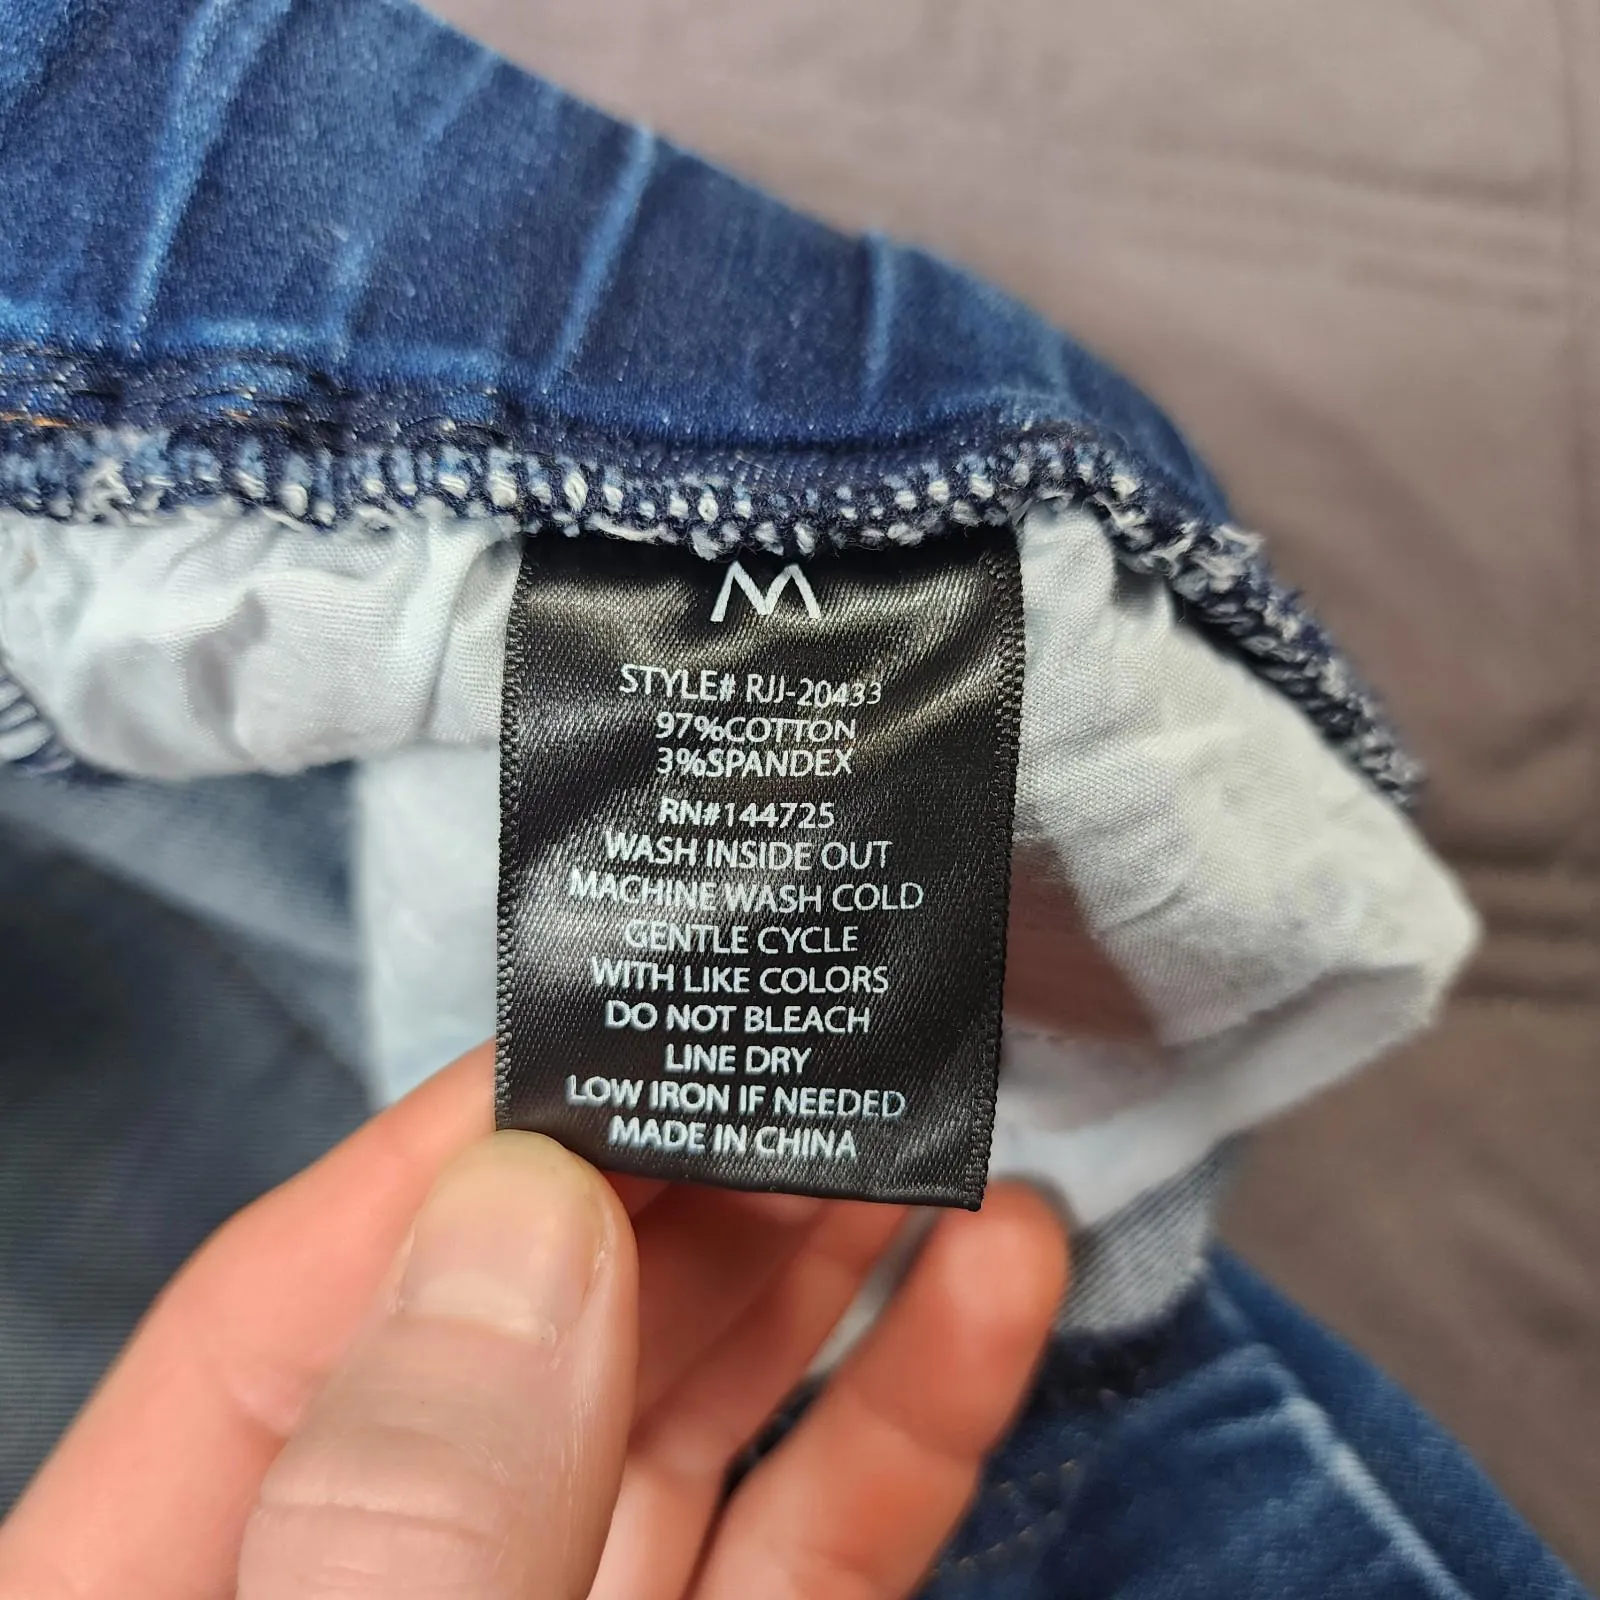 M
STYLE# RJJ-20433
97%COTTON
3%SPANDEX
RN#144725
WASH INSIDE OUT
MACHINE WASH COLD
GENTLE CYCLE
WITH LIKE COLORS
DO NOT BLEACH
LINE DRY
LOW IRON IF NEEDED
MADE IN CHINA